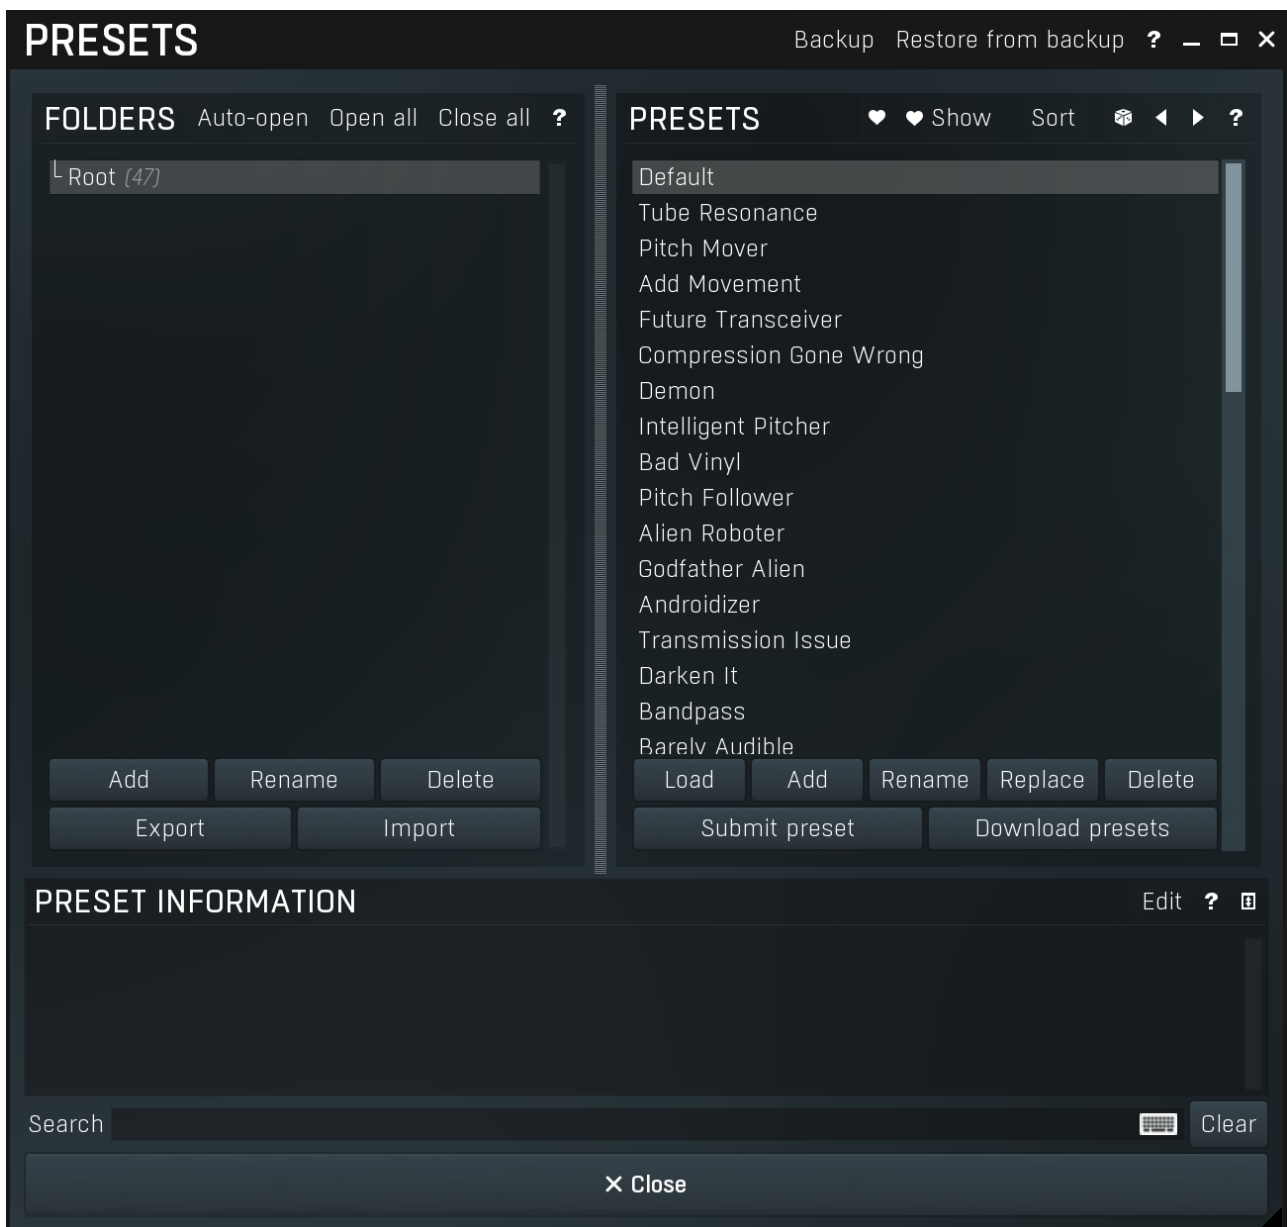 PRESETS Backup Restore from backup ?
FOLDERS Auto-open Open all Close all ?
Root (47)
Add Rename Delete
Export Import
PRESETS Show Sort ?
Default
Tube Resonance
Pitch Mover
Add Movement
Future Transceiver
Compression Gone Wrong
Demon
Intelligent Pitcher
Bad Vinyl
Pitch Follower
Alien Roboter
Godfather Alien
Androidizer
Transmission Issue
Darken It
Bandpass
Barely Audible
Load Add Rename Replace Delete
Submit preset Download presets
PRESET INFORMATION Edit ?
Search Clear
Close